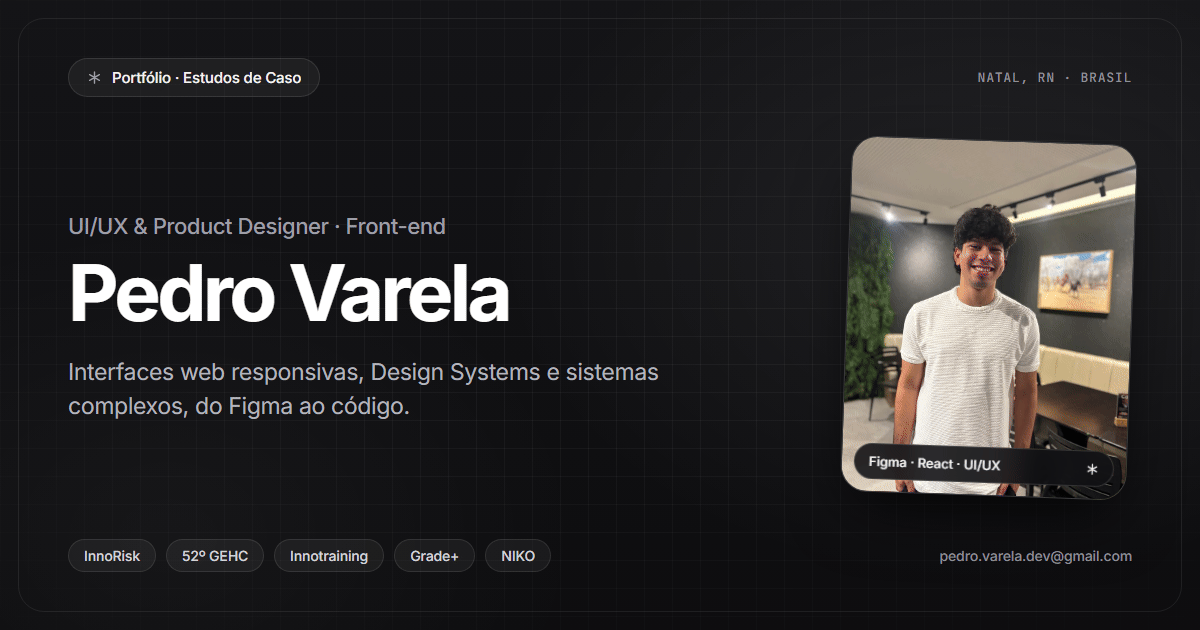 Portfólio · Estudos de Caso
NATAL, RN · BRASIL
UI/UX & Product Designer · Front-end
Pedro Varela
Interfaces web responsivas, Design Systems e sistemas
complexos, do Figma ao código.
Figma · React · UI/UX
InnoRisk
52º GEHC
Innotraining
Grade+
NIKO
pedro.varela.dev@gmail.com